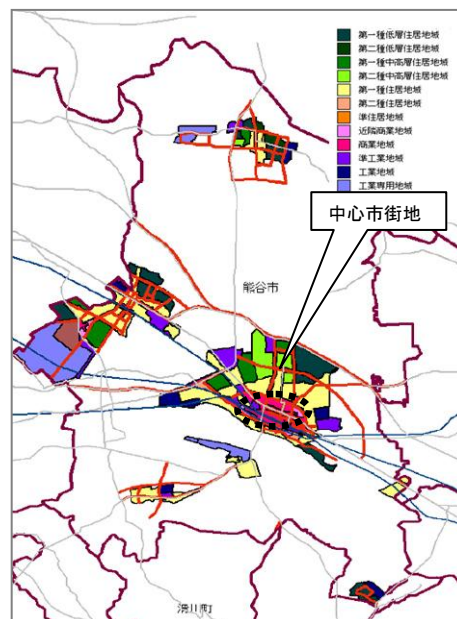 第一種低層住居地域
第二種低層住居地域
第一種中高層住居地域
第二種中高層住居地域
第一種住居地域
第二種住居地域
準住居地域
近隣商業地域
商業地域
準工業地域
工業地域
工業専用地域
中心市街地
熊谷市
滑川町